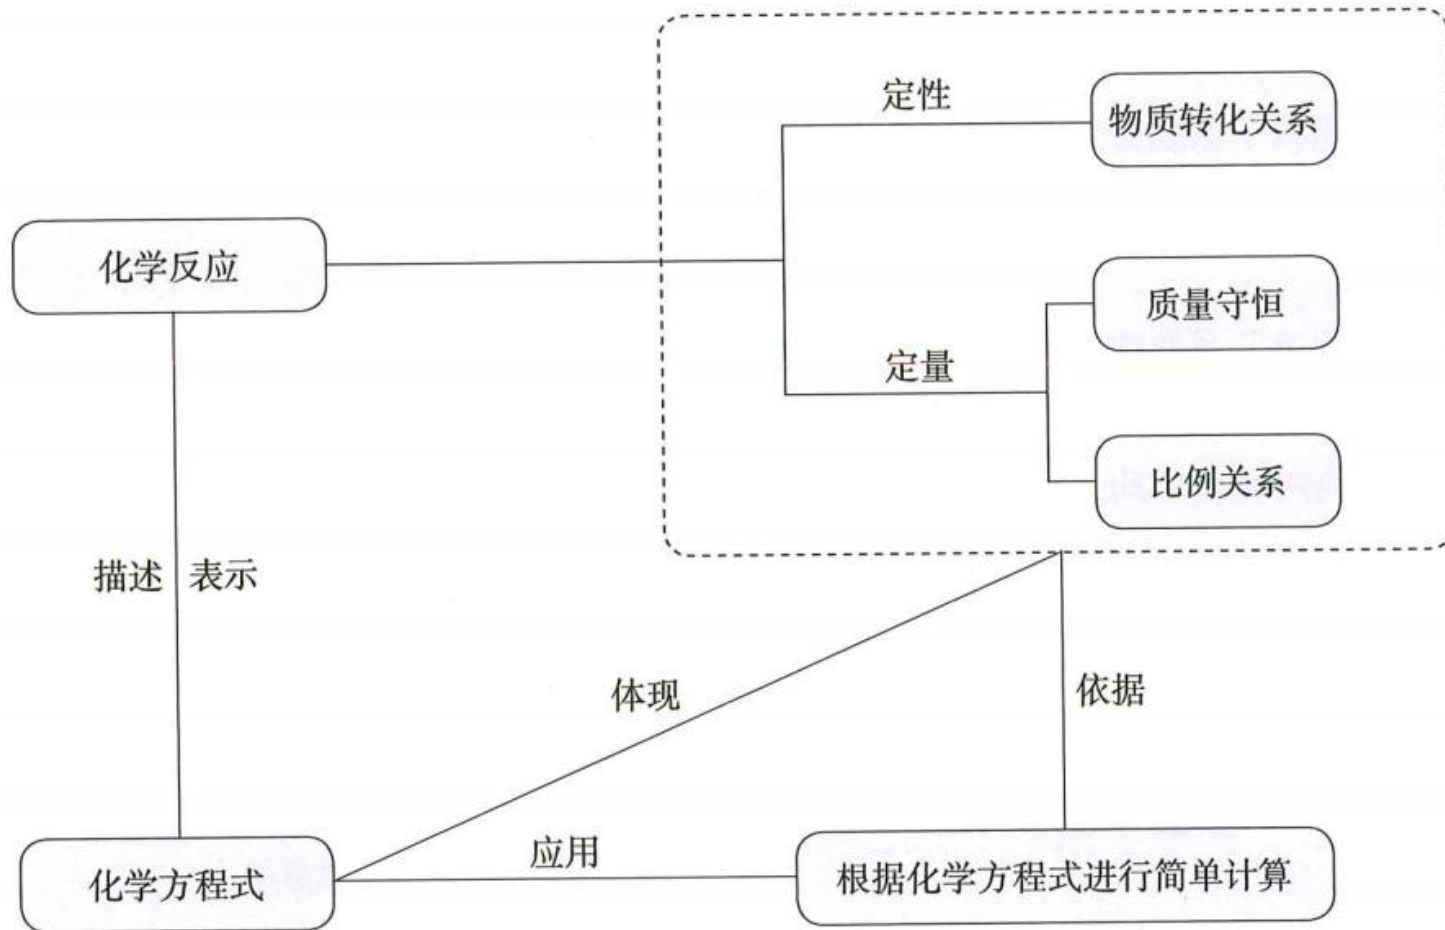 定性
物质转化关系
化学反应
质量守恒
定量
比例关系
描述 表示
体现
依据
应用
化学方程式
根据化学方程式进行简单计算